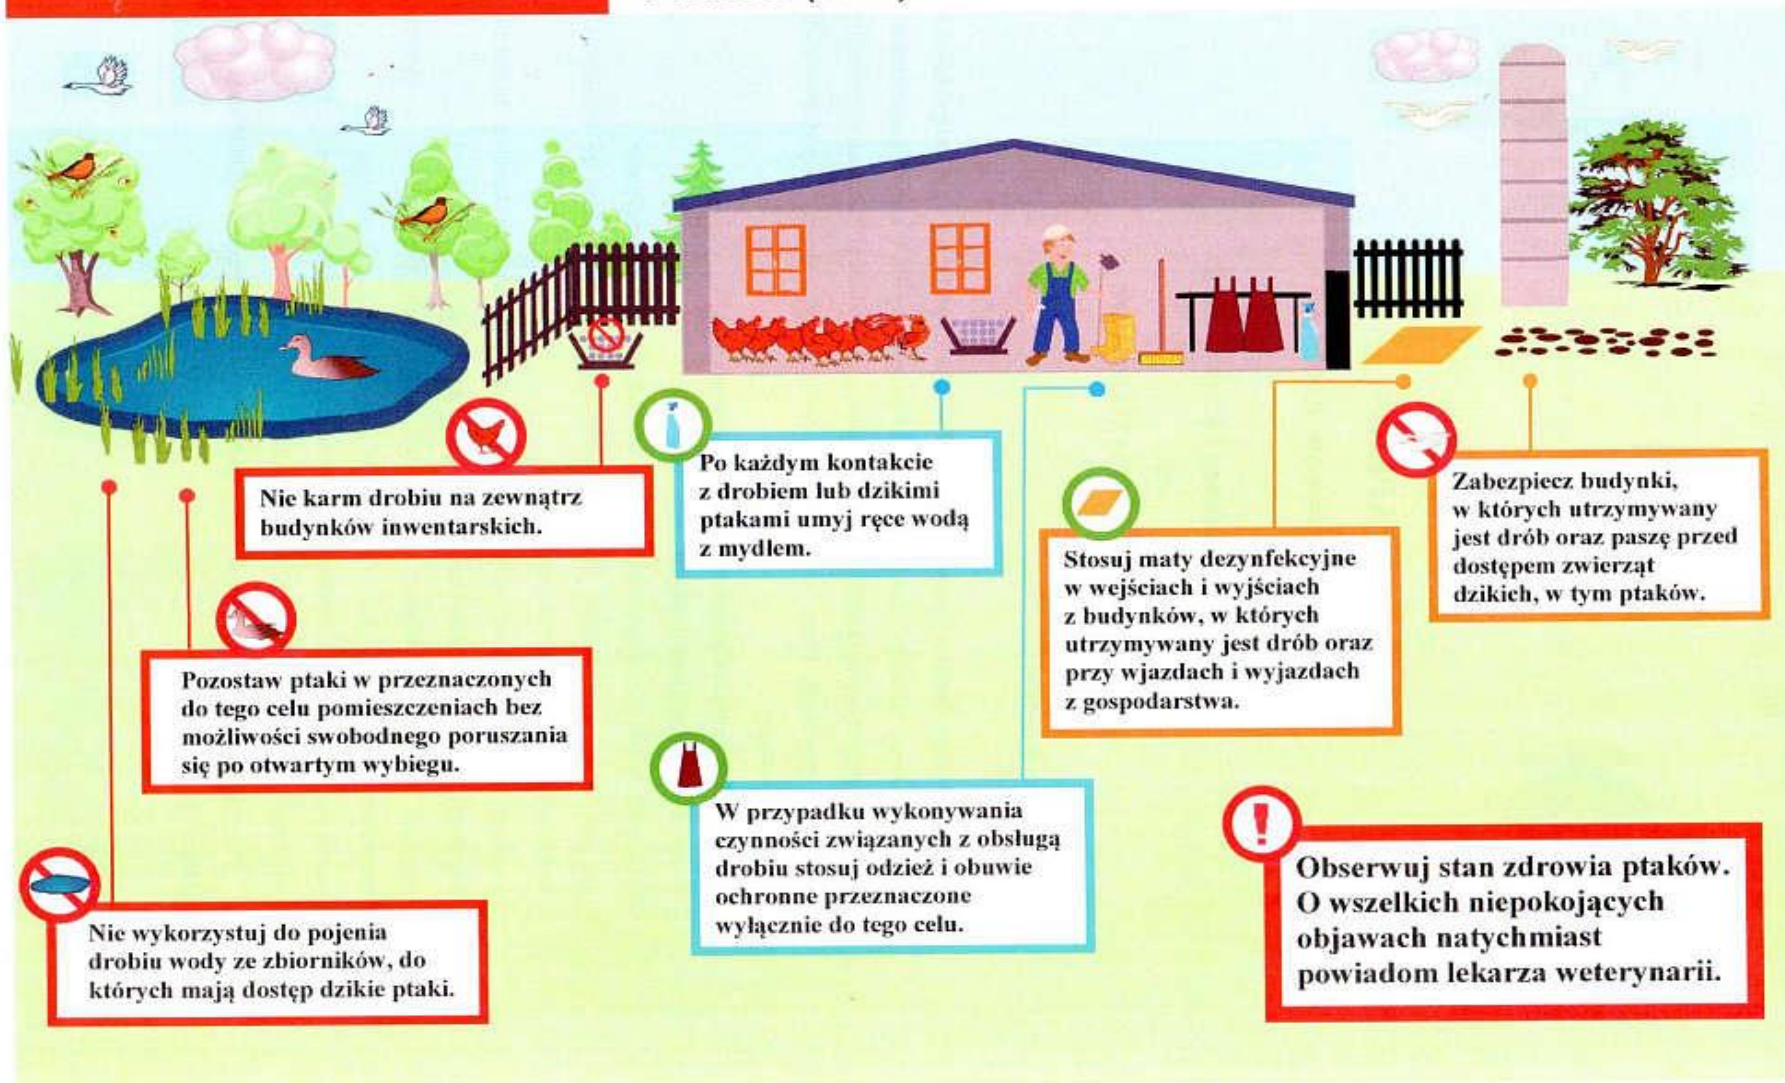 Nie karm drobiu na zewnątrz
budynków inwentarskich.
Po każdym kontakcie
z drobiem lub dzikimi
ptakami umyj ręce wodą
z mydłem.
Stosuj maty dezynfekcyjne
w wejściach i wyjściach
z budynków, w których
utrzymywany jest drób oraz
przy wjazdach i wyjazdach
z gospodarstwa.
Zabezpiecz budynki,
w których utrzymywany
jest drób oraz paszę przed
dostępem zwierząt
dzikich, w tym ptaków.
Pozostaw ptaki w przeznaczonych
do tego celu pomieszczeniach bez
możliwości swobodnego poruszania
się po otwartym wybiegu.
W przypadku wykonywania
czynności związanych z obsługą
drobiu stosuj odzież i obuwie
ochronne przeznaczone
wyłącznie do tego celu.
Nie wykorzystuj do pojenia
drobiu wody ze zbiorników, do
których mają dostęp dzikie ptaki.
!
Obserwuj stan zdrowia ptaków.
O wszelkich niepokojących
objawach natychmiast
powiadom lekarza weterynarii.